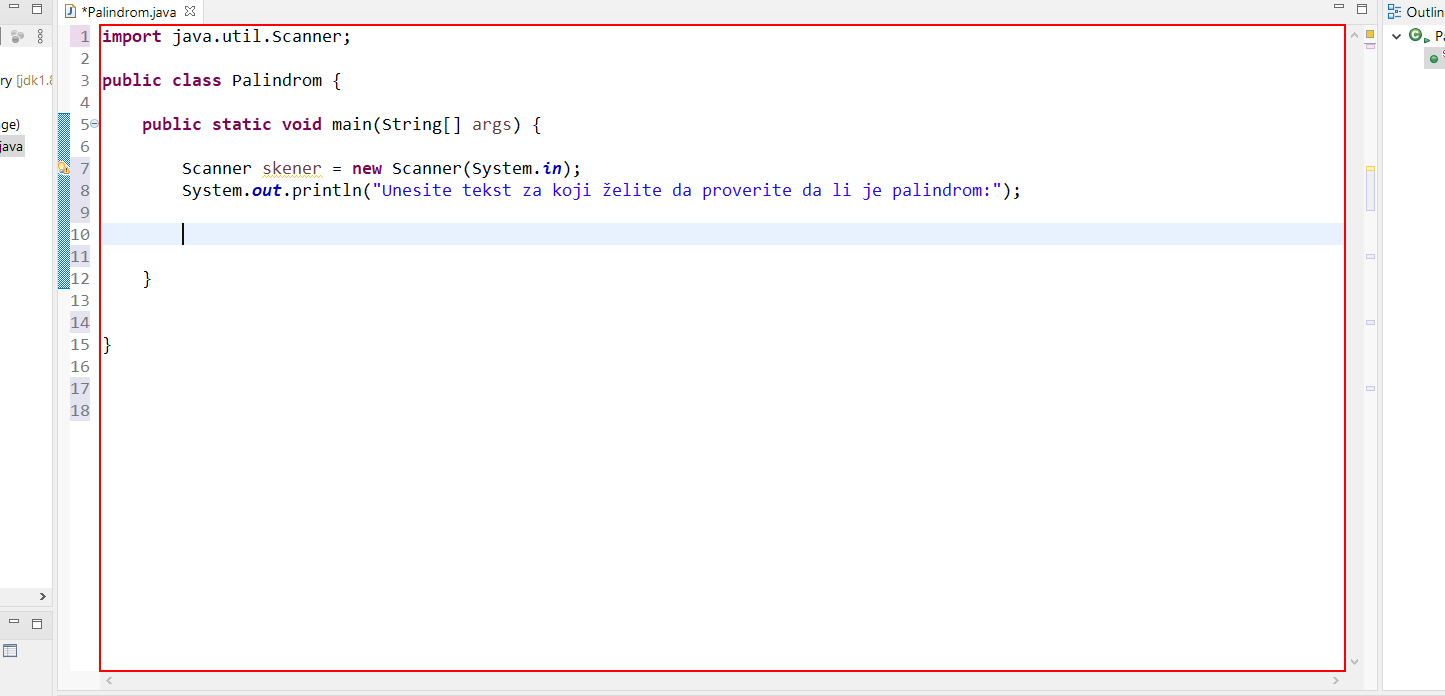 *Palindrom.java
Outlin
1 import java.util.Scanner;
2
3 public class Palindrom {
4
5 public static void main(String[] args) {
6
7 Scanner skener = new Scanner(System.in);
8 System.out.println("Unesite tekst za koji želite da proverite da li je palindrom:");
9
10
11
12 }
13
14
15 }
16
17
18
ry [jdk1.8
ge)
java
Pa